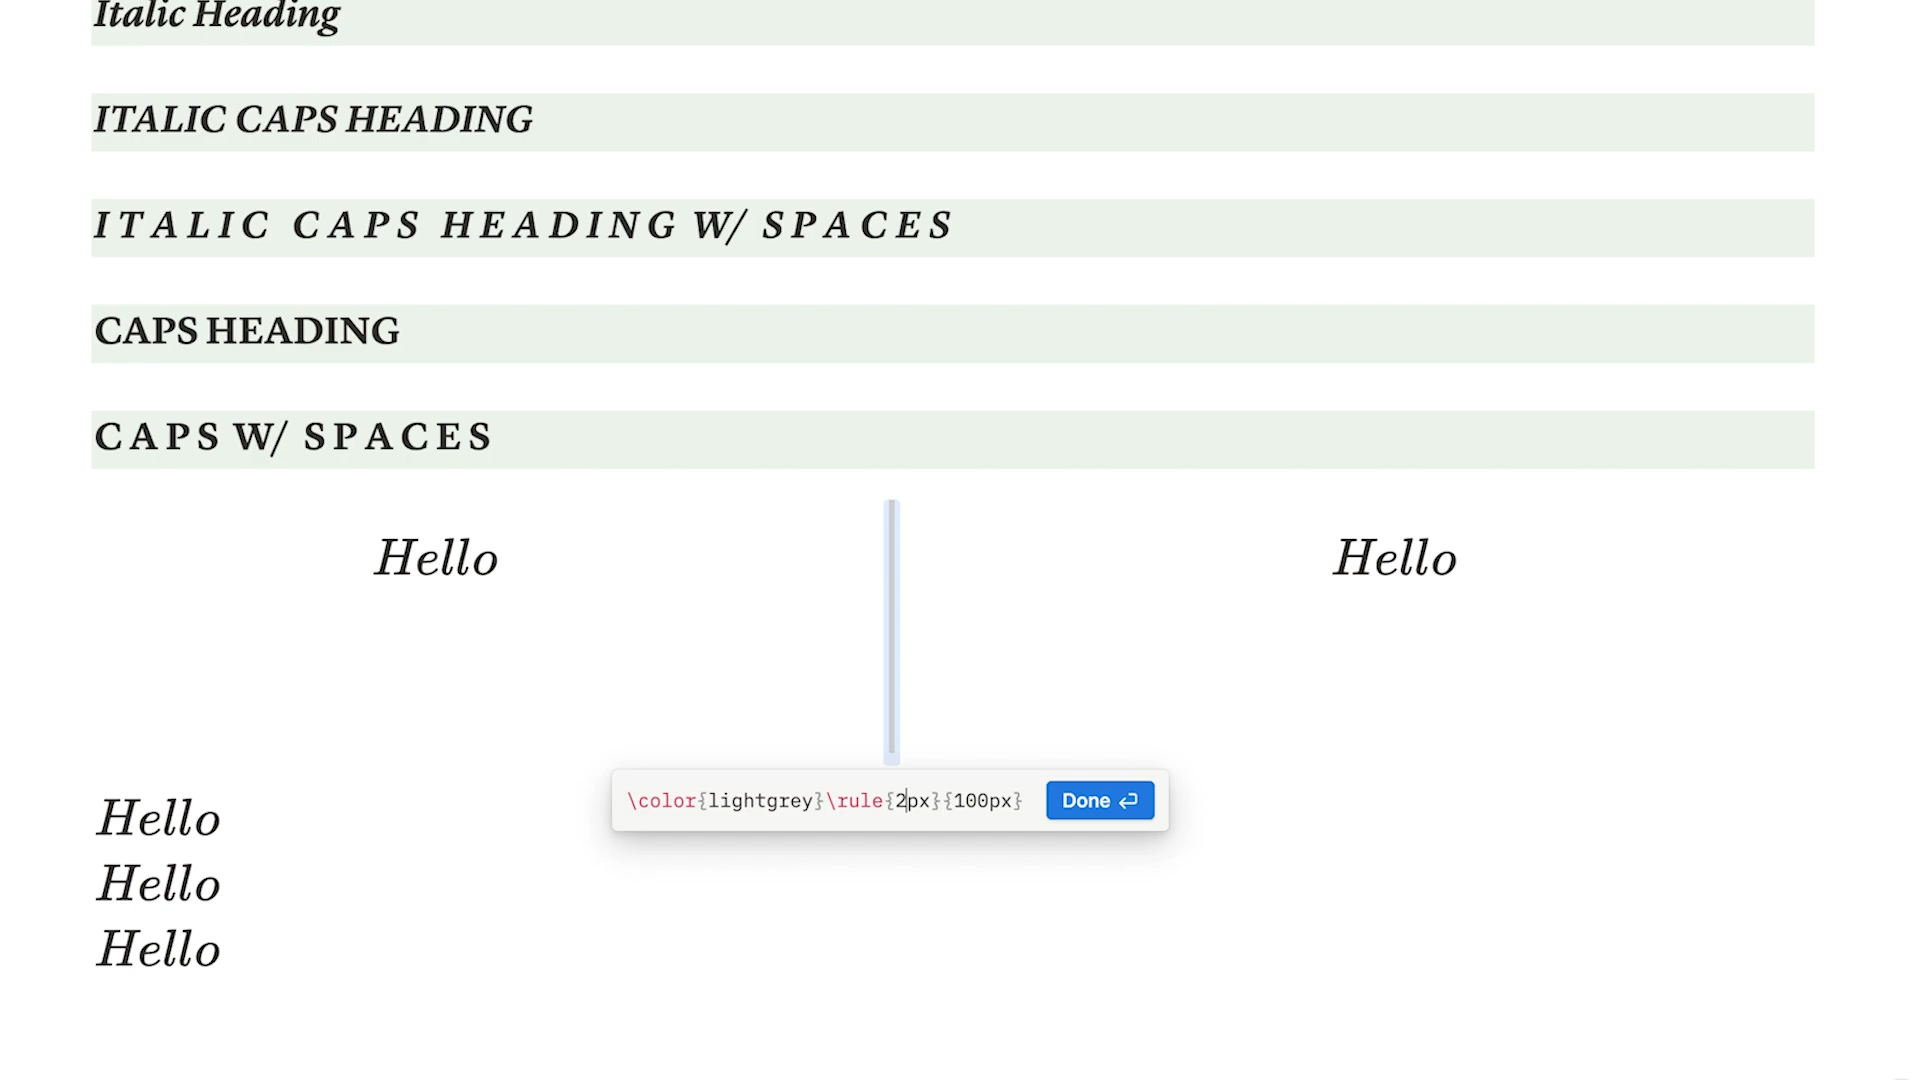 Italic Heading
ITALIC CAPS HEADING
ITALIC CAPS HEADING W/ SPACES
CAPS HEADING
CAPS W/ SPACES
Hello Hello
\color{lightgrey}\rule{2px}{100px} Done
Hello
Hello
Hello